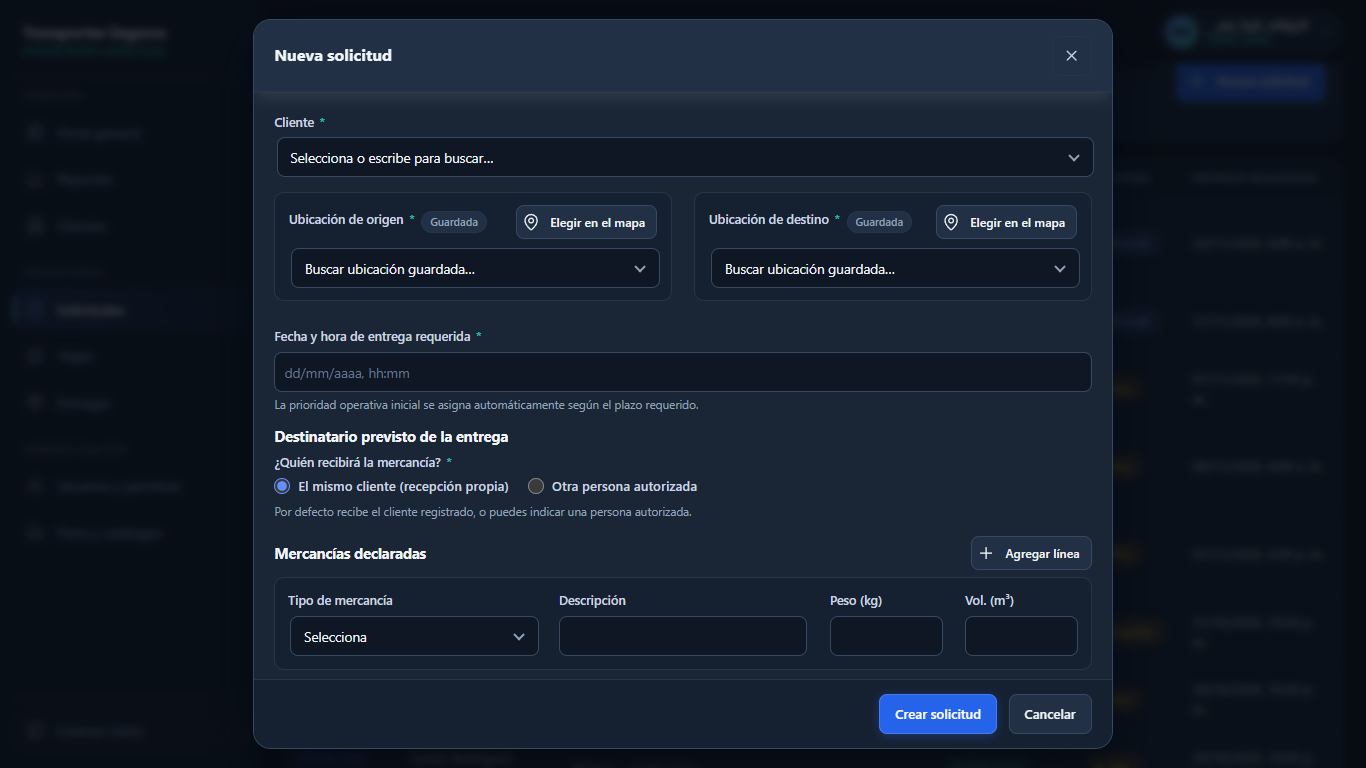 Nueva solicitud
Cliente *
Selecciona o escribe para buscar...
Ubicación de origen * Guardada Elegir en el mapa
Buscar ubicación guardada...
Ubicación de destino * Guardada Elegir en el mapa
Buscar ubicación guardada...
Fecha y hora de entrega requerida *
dd/mm/aaaa, hh:mm
La prioridad operativa inicial se asigna automáticamente según el plazo requerido.
Destinatario previsto de la entrega
¿Quién recibirá la mercancía? *
El mismo cliente (recepción propia) Otra persona autorizada
Por defecto recibe el cliente registrado, o puedes indicar una persona autorizada.
Mercancías declaradas Agregar línea
Tipo de mercancía Descripción Peso (kg) Vol. (m³)
Selecciona
Crear solicitud Cancelar